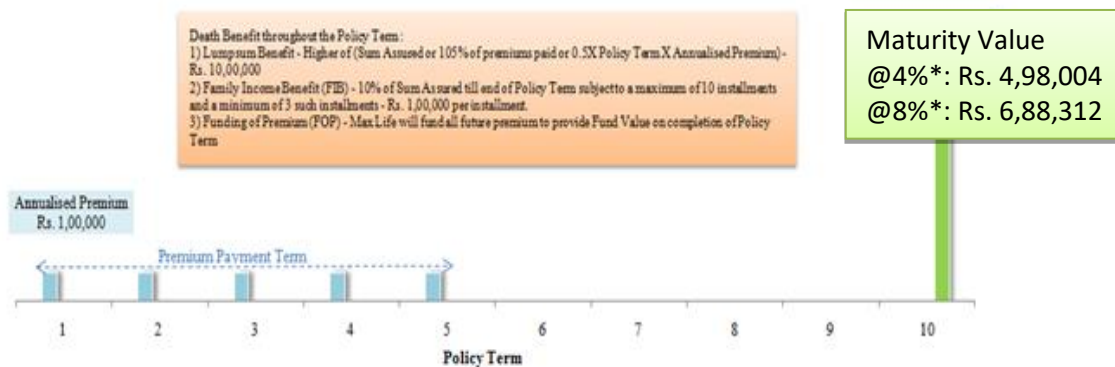 Death Benefit throughout the Policy Term:
1) Lumpsum Benefit - Higher of (Sum Assured or 105% of premiums paid or 0.5X Policy Term X Annualised Premium) -
Rs. 10,00,000
2) Family Income Benefit (FIB) - 10% of Sum Assured till end of Policy Term subject to a maximum of 10 installments
and a minimum of 3 such installments - Rs. 1,00,000 per installment.
3) Funding of Premium (FOP) - Max Life will fund all future premium to provide Fund Value on completion of Policy
Term
Maturity Value
@4%*: Rs. 4,98,004
@8%*: Rs. 6,88,312
Annualised Premium
Rs. 1,00,000
Premium Payment Term
1 2 3 4 5 6 7 8 9 10
Policy Term